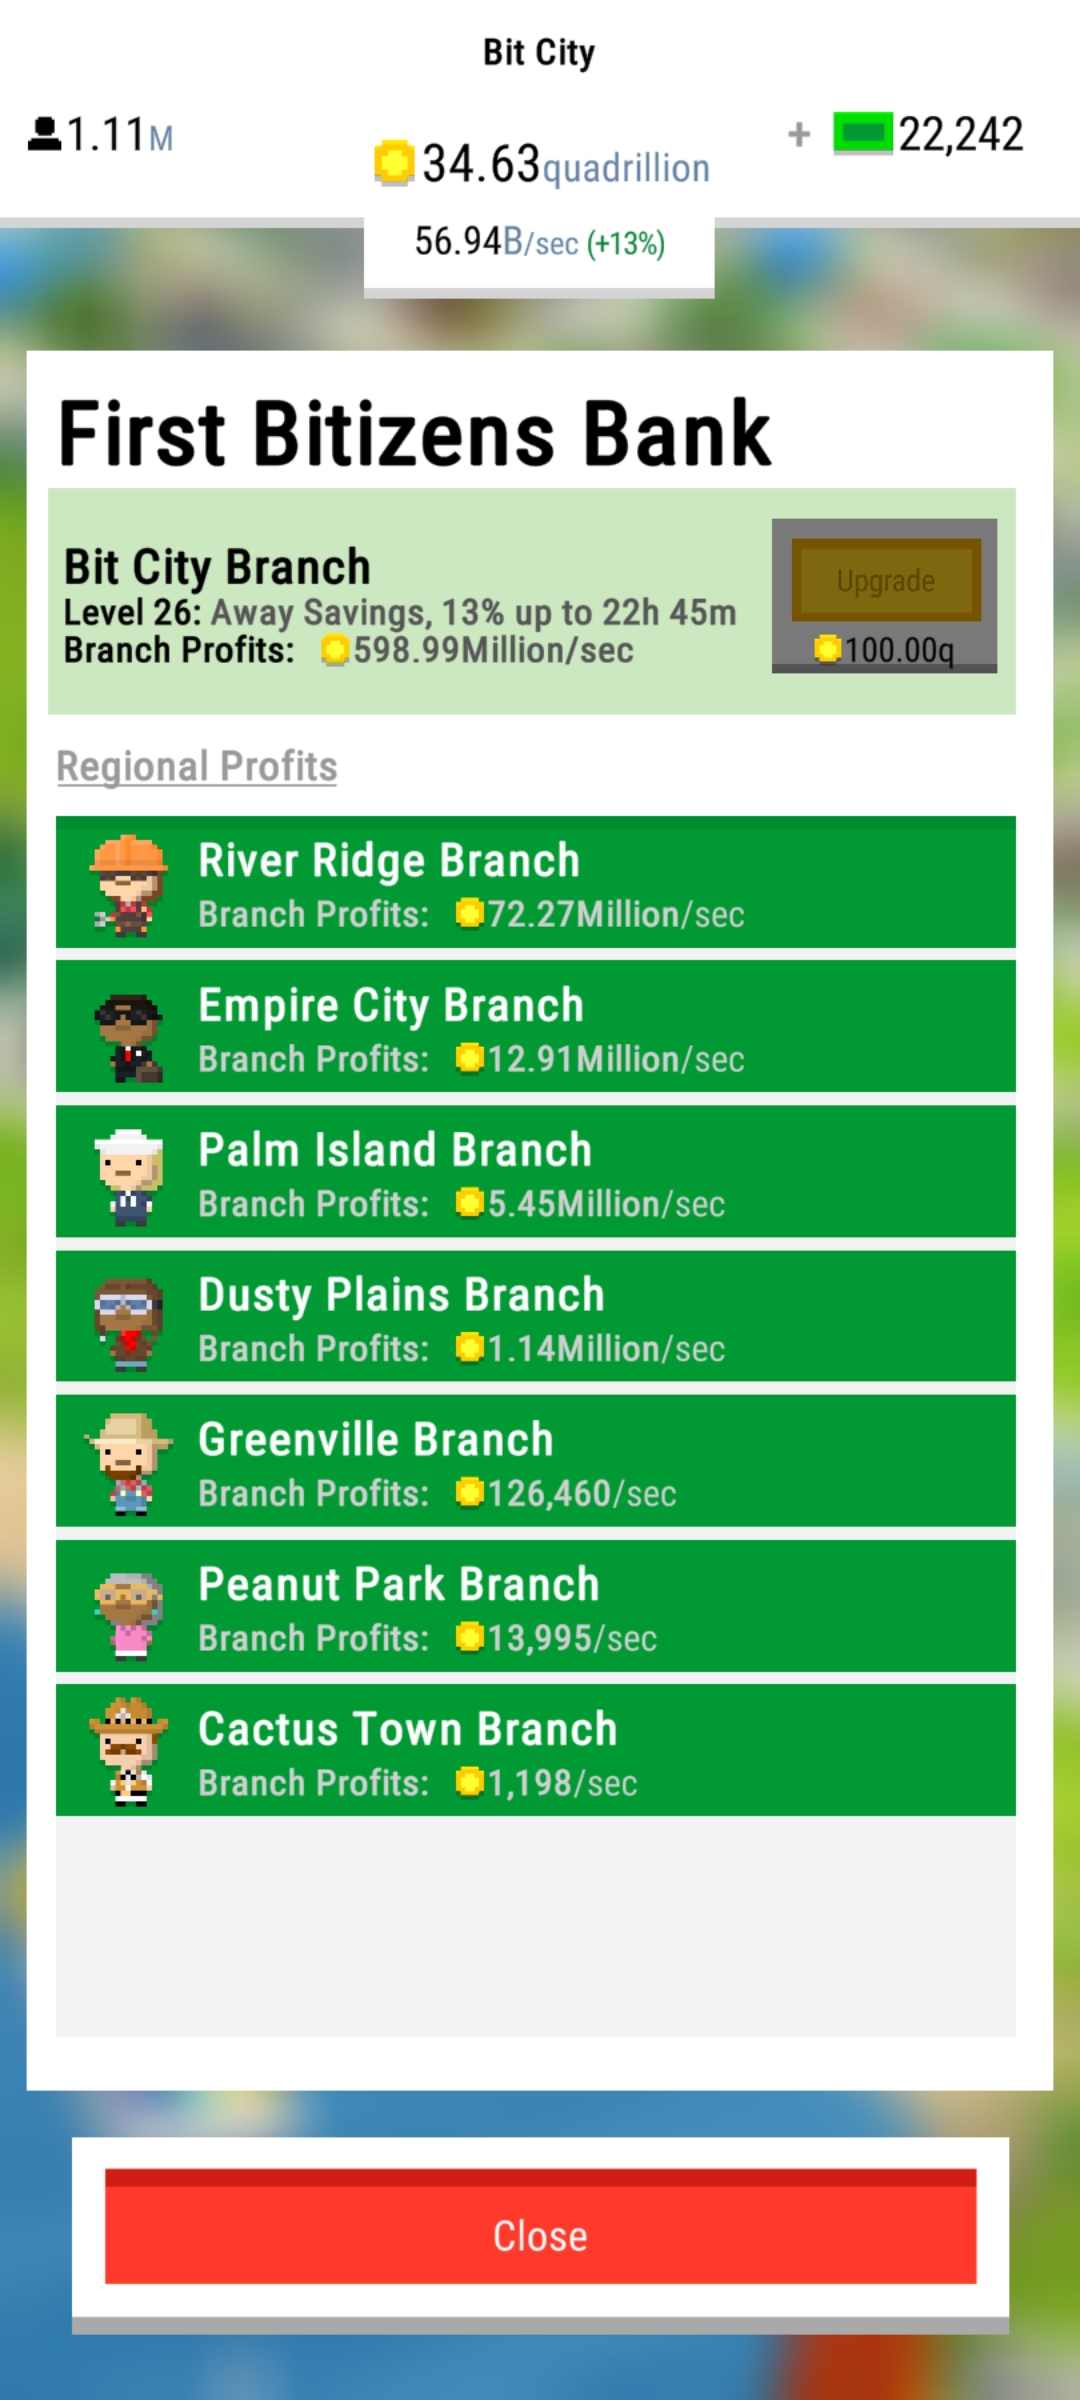 Bit City
1.11M
+ 22,242
34.63quadrillion
56.94B/sec (+13%)
First Bitizens Bank
Bit City Branch
Level 26: Away Savings, 13% up to 22h 45m
Branch Profits: 598.99Million/sec
Upgrade
100.00q
Regional Profits
River Ridge Branch
Branch Profits: 72.27Million/sec
Empire City Branch
Branch Profits: 12.91Million/sec
Palm Island Branch
Branch Profits: 5.45Million/sec
Dusty Plains Branch
Branch Profits: 1.14Million/sec
Greenville Branch
Branch Profits: 126,460/sec
Peanut Park Branch
Branch Profits: 13,995/sec
Cactus Town Branch
Branch Profits: 1,198/sec
Close